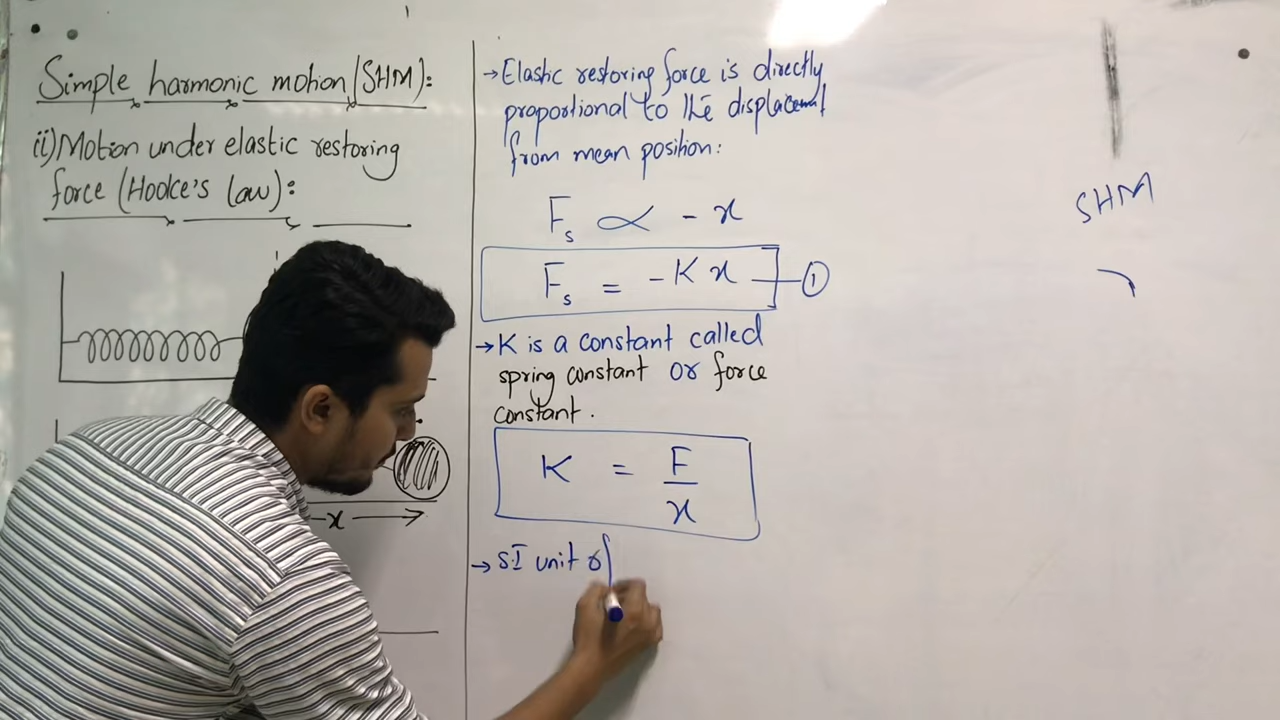 Simple harmonic motion (SHM):
ii) Motion under elastic restoring
force (Hooke's law):
x
→ Elastic restoring force is directly
proportional to the displacement
from mean position:
Fs ∝ - x
Fs = -K x ①
→ K is a constant called
spring constant or force
constant.
K = F/x
→ S.I unit of
SHM